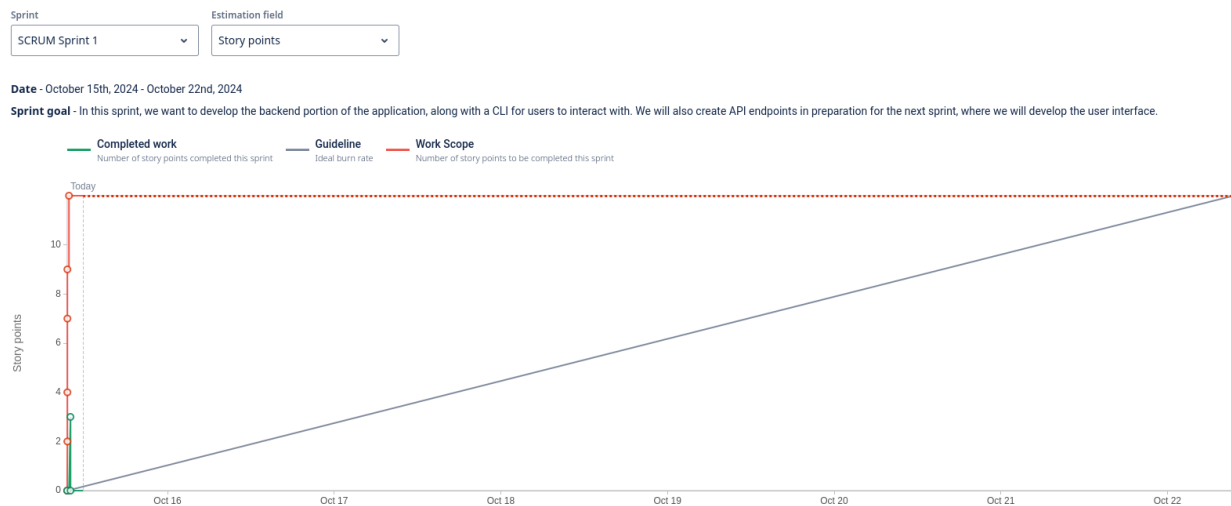 Sprint
Estimation field
SCRUM Sprint 1
Story points
Date - October 15th, 2024 - October 22nd, 2024
Sprint goal - In this sprint, we want to develop the backend portion of the application, along with a CLI for users to interact with. We will also create API endpoints in preparation for the next sprint, where we will develop the user interface.
Completed work
Number of story points completed this sprint
Guideline
Ideal burn rate
Work Scope
Number of story points to be completed this sprint
Today
10
8
6
4
2
0
Story points
Oct 16
Oct 17
Oct 18
Oct 19
Oct 20
Oct 21
Oct 22